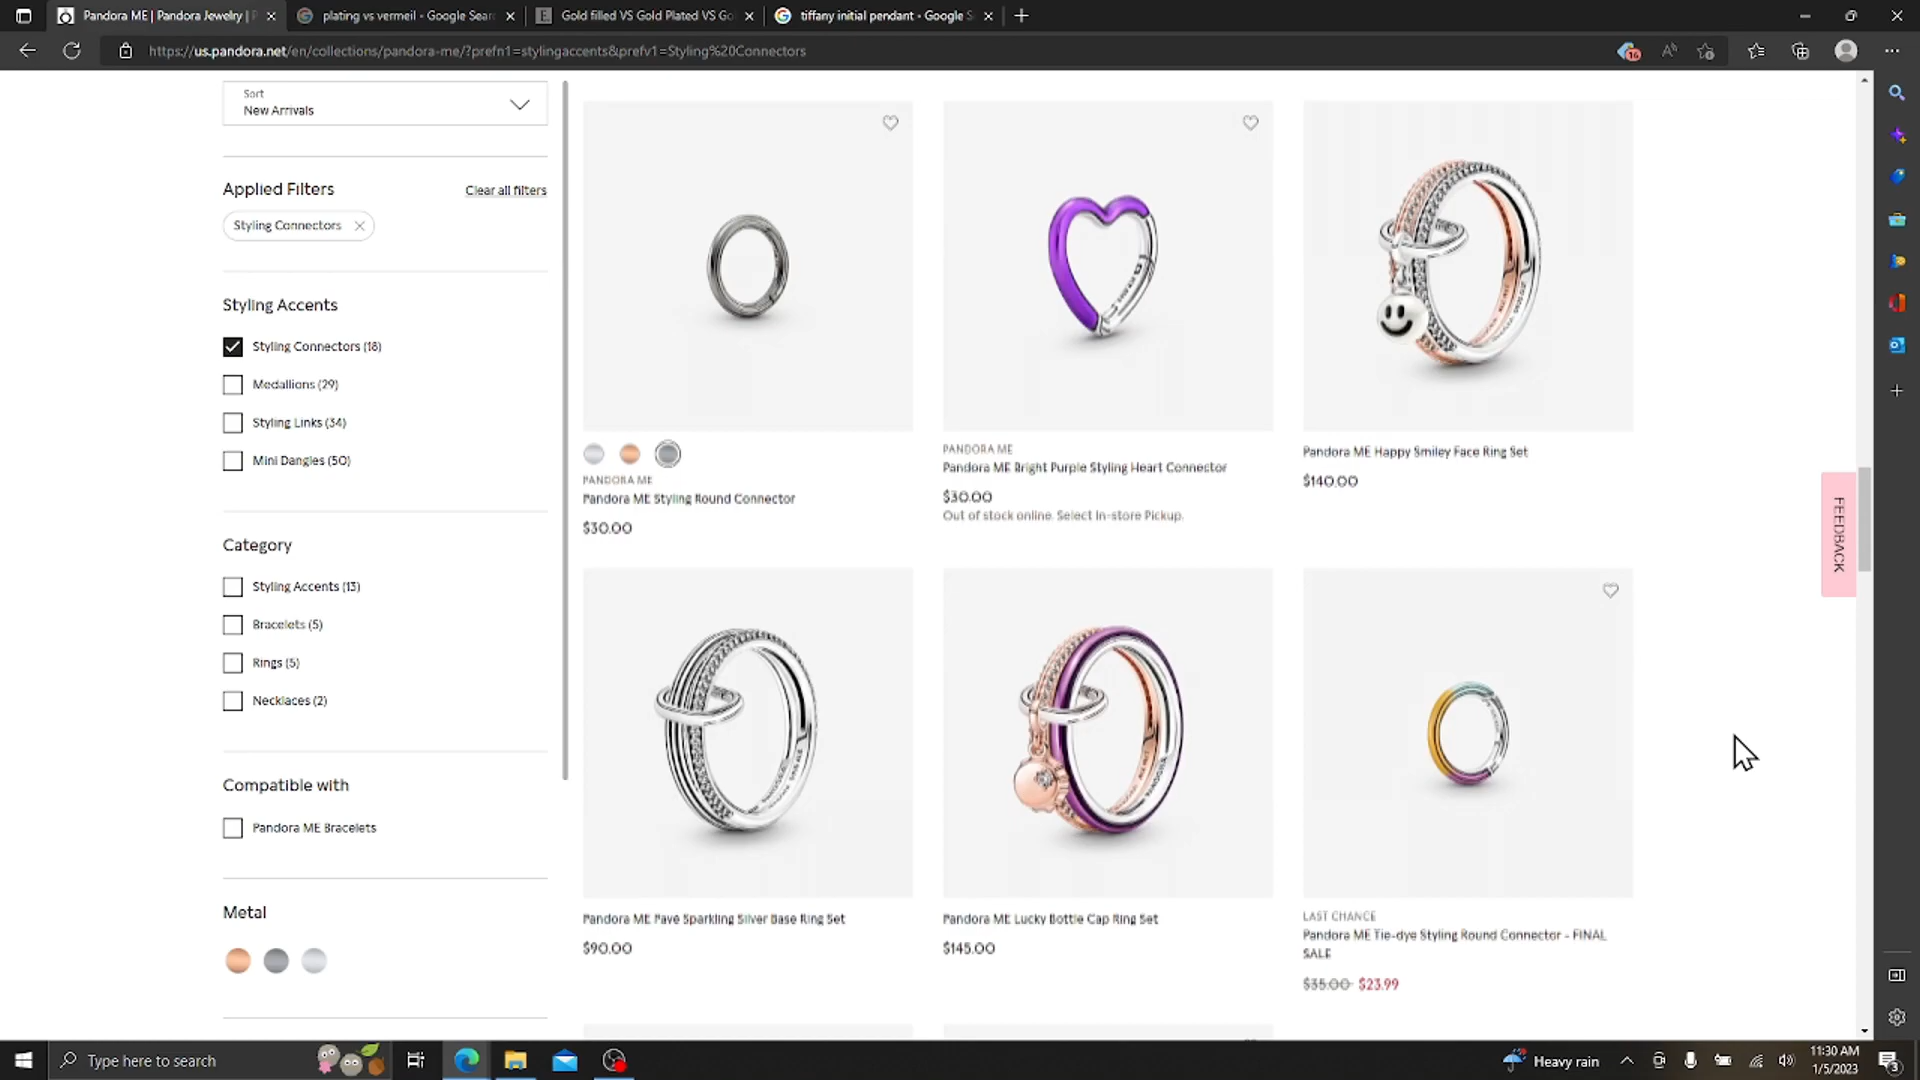 Pandora ME | Pandora Jewelry | P
plating vs vermeil - Google Sear
Gold filled VS Gold Plated VS Go
tiffany initial pendant - Google S
https://us.pandora.net/en/collections/pandora-me/?prefn1=stylingaccents&prefv1=Styling%20Connectors
16
Sort
New Arrivals
Applied Filters
Clear all filters
Styling Connectors
Styling Accents
Styling Connectors (18)
Medallions (29)
Styling Links (34)
Mini Dangles (50)
Category
Styling Accents (13)
Bracelets (5)
Rings (5)
Necklaces (2)
Compatible with
Pandora ME Bracelets
Metal
PANDORA ME
Pandora ME Styling Round Connector
$30.00
PANDORA ME
Pandora ME Bright Purple Styling Heart Connector
$30.00
Out of stock online. Select In-store Pickup.
Pandora ME Happy Smiley Face Ring Set
$140.00
Pandora ME Pavé Sparkling Silver Base Ring Set
$90.00
Pandora ME Lucky Bottle Cap Ring Set
$145.00
LAST CHANCE
Pandora ME Tie-dye Styling Round Connector - FINAL
SALE
$35.00 $23.99
FEEDBACK
Type here to search
Heavy rain
11:30 AM
1/5/2023
3